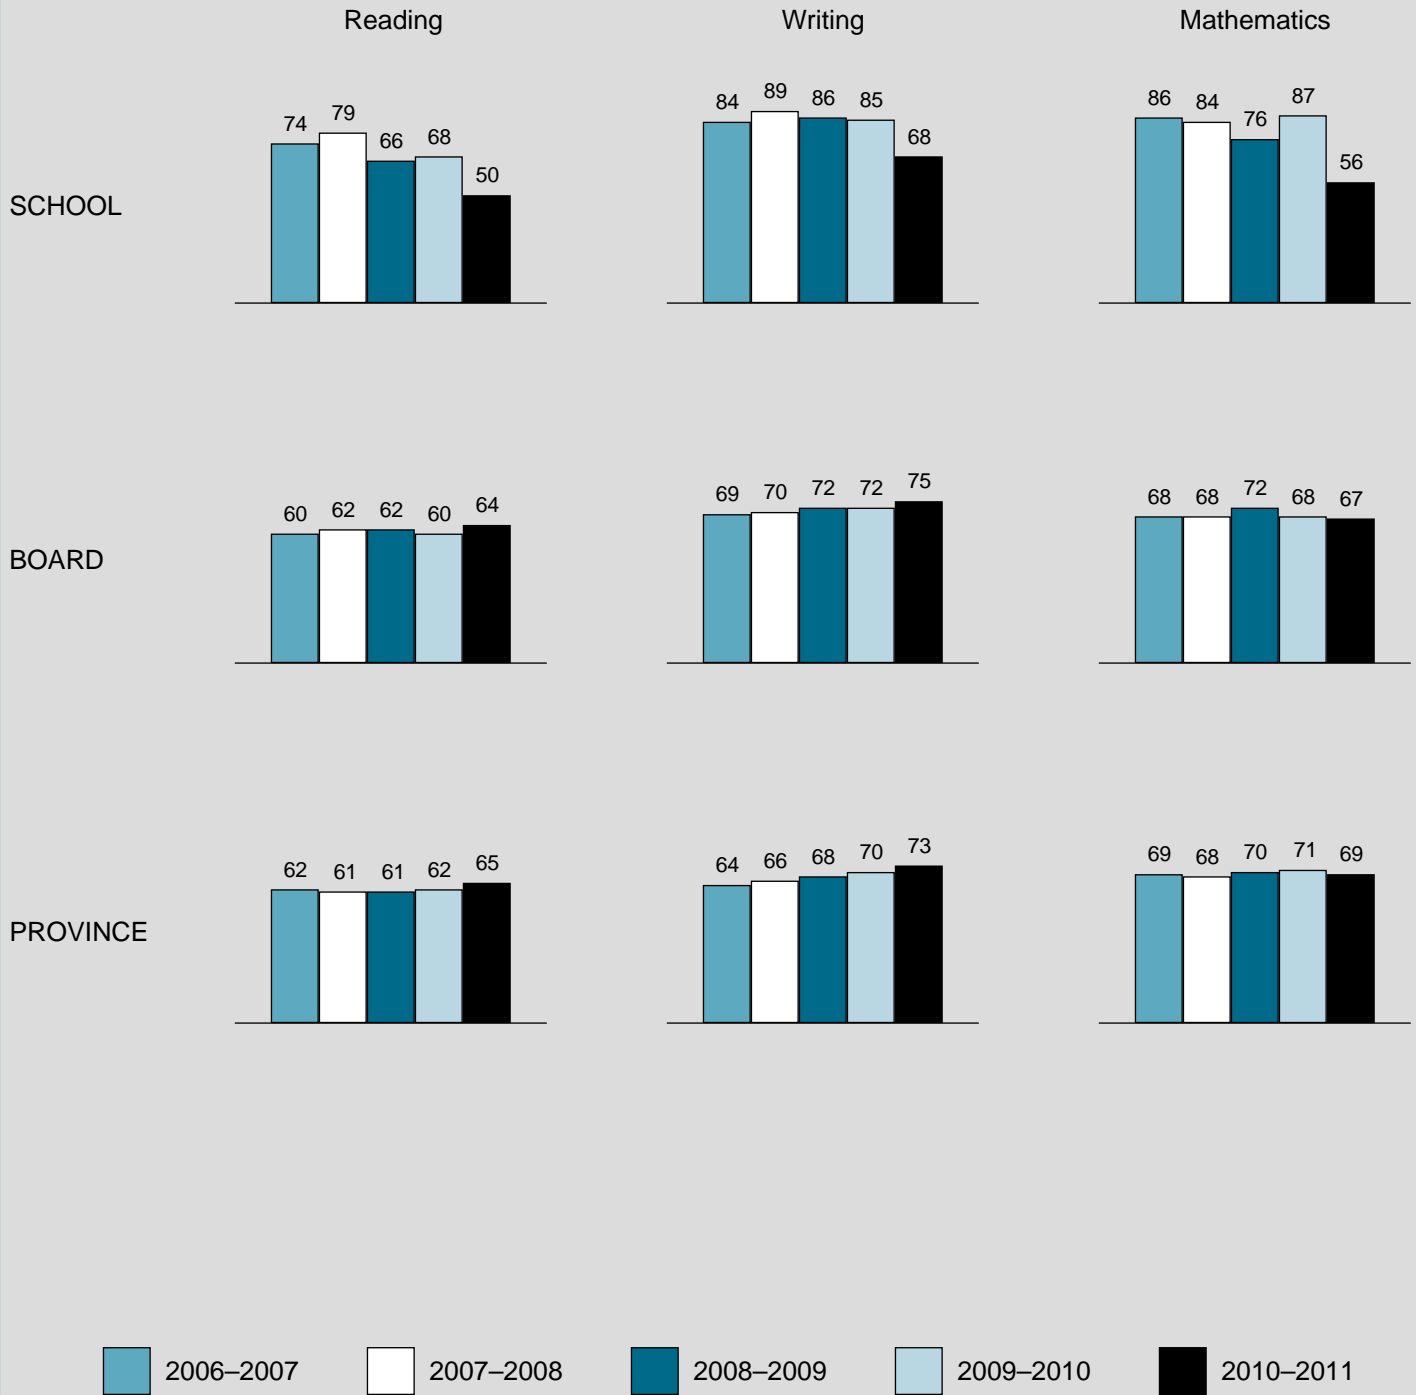 Reading Writing Mathematics
SCHOOL
74 79 66 68 50
84 89 86 85 68
86 84 76 87 56
BOARD
60 62 62 60 64
69 70 72 72 75
68 68 72 68 67
PROVINCE
62 61 61 62 65
64 66 68 70 73
69 68 70 71 69
2006–2007 2007–2008 2008–2009 2009–2010 2010–2011